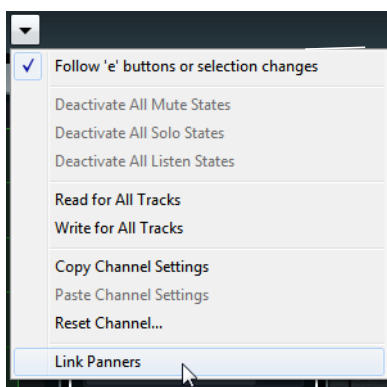 Follow 'e' buttons or selection changes
Deactivate All Mute States
Deactivate All Solo States
Deactivate All Listen States
Read for All Tracks
Write for All Tracks
Copy Channel Settings
Paste Channel Settings
Reset Channel...
Link Panners